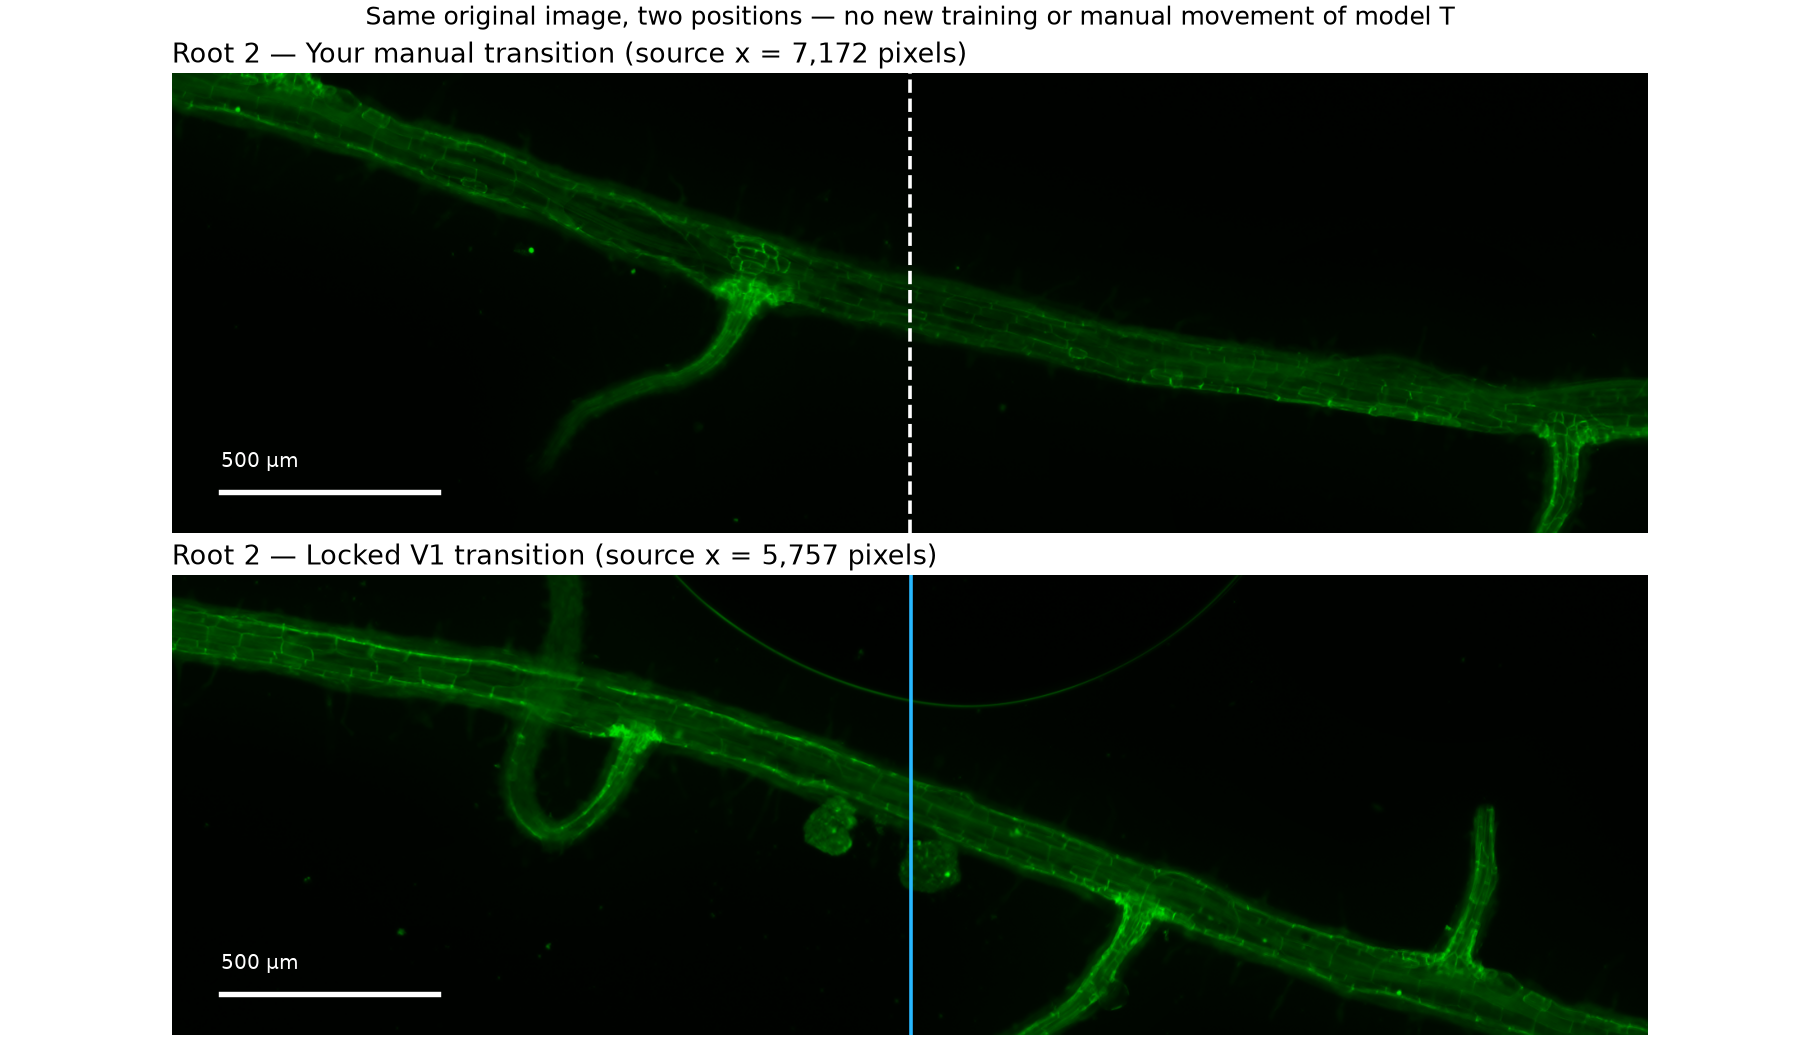 Same original image, two positions — no new training or manual movement of model T
Root 2 — Your manual transition (source x = 7,172 pixels)
500 µm
Root 2 — Locked V1 transition (source x = 5,757 pixels)
500 µm